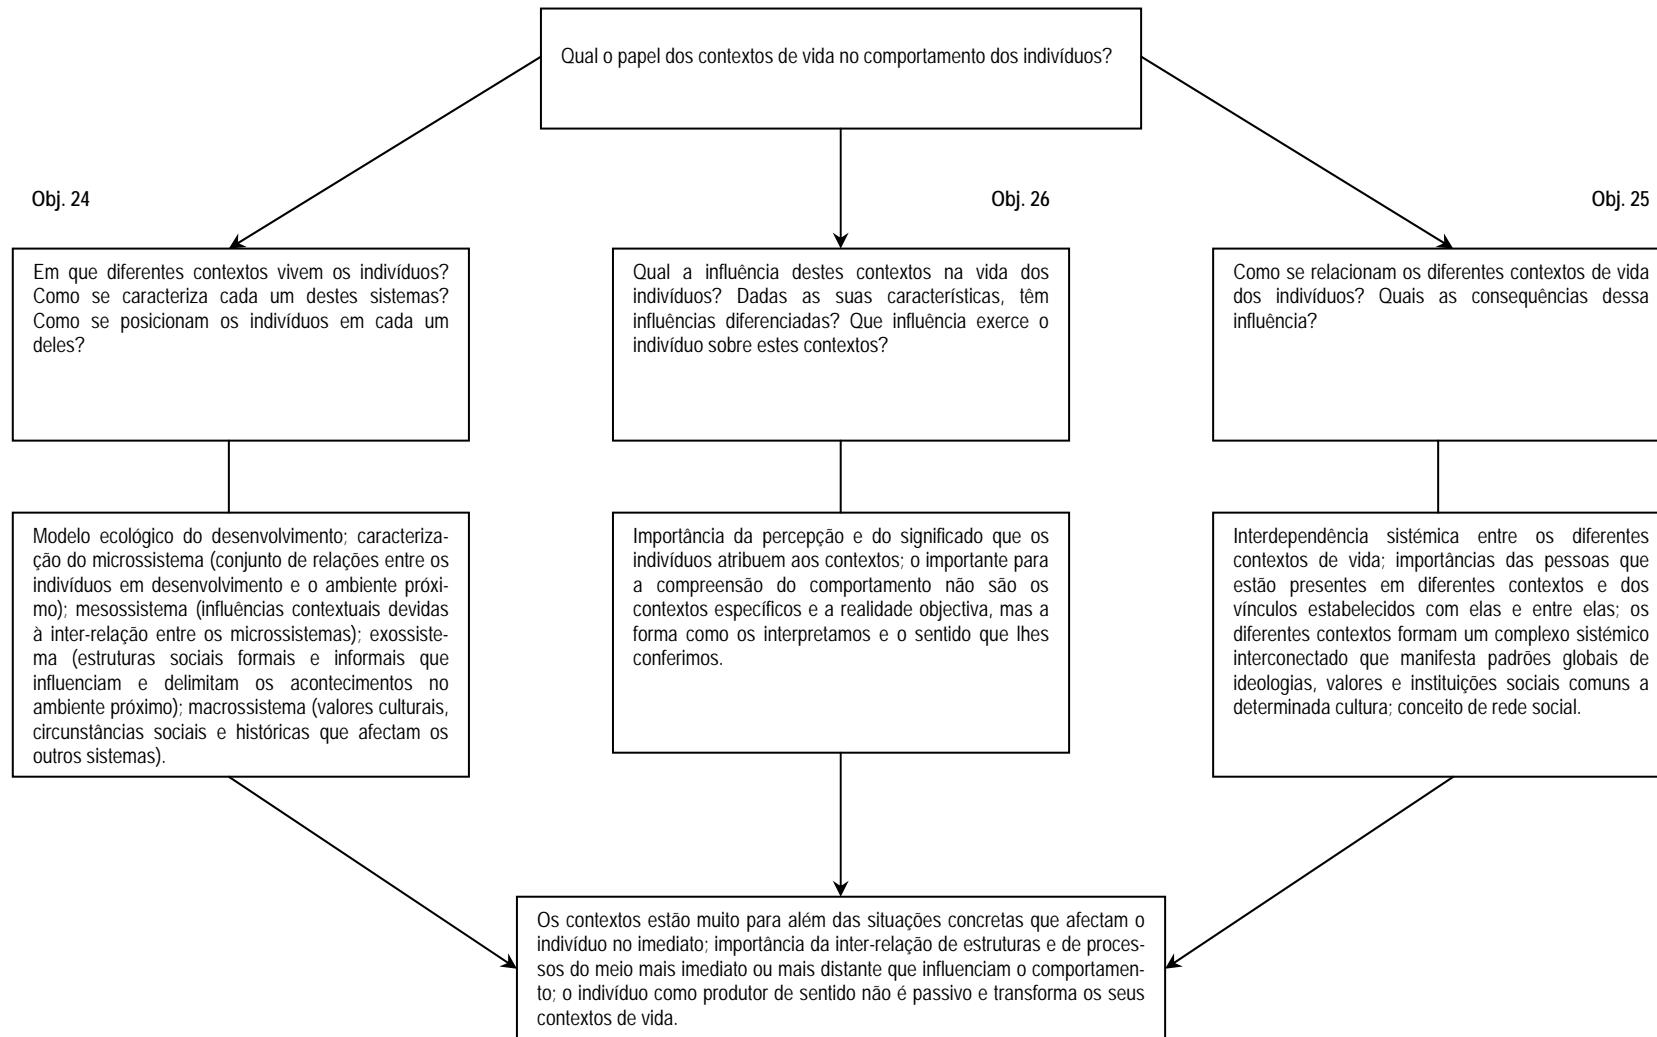 Qual o papel dos contextos de vida no comportamento dos indivíduos?
Obj. 24
Obj. 26
Obj. 25
Em que diferentes contextos vivem os indivíduos?
Como se caracteriza cada um destes sistemas?
Como se posicionam os indivíduos em cada um
deles?
Qual a influência destes contextos na vida dos
indivíduos? Dadas as suas características, têm
influências diferenciadas? Que influência exerce o
indivíduo sobre estes contextos?
Como se relacionam os diferentes contextos de vida
dos indivíduos? Quais as consequências dessa
influência?
Modelo ecológico do desenvolvimento; caracteriza-
ção do microssistema (conjunto de relações entre os
indivíduos em desenvolvimento e o ambiente próxi-
mo); mesossistema (influências contextuais devidas
à inter-relação entre os microssistemas); exossiste-
ma (estruturas sociais formais e informais que
influenciam e delimitam os acontecimentos no
ambiente próximo); macrossistema (valores culturais,
circunstâncias sociais e históricas que afectam os
outros sistemas).
Importância da percepção e do significado que os
indivíduos atribuem aos contextos; o importante para
a compreensão do comportamento não são os
contextos específicos e a realidade objectiva, mas a
forma como os interpretamos e o sentido que lhes
conferimos.
Interdependência sistémica entre os diferentes
contextos de vida; importâncias das pessoas que
estão presentes em diferentes contextos e dos
vínculos estabelecidos com elas e entre elas; os
diferentes contextos formam um complexo sistémico
interconectado que manifesta padrões globais de
ideologias, valores e instituições sociais comuns a
determinada cultura; conceito de rede social.
Os contextos estão muito para além das situações concretas que afectam o
indivíduo no imediato; importância da inter-relação de estruturas e de proces-
sos do meio mais imediato ou mais distante que influenciam o comportamen-
to; o indivíduo como produtor de sentido não é passivo e transforma os seus
contextos de vida.